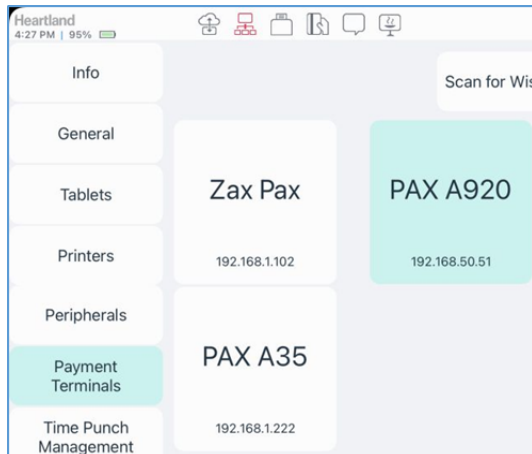 Heartland
4:27 PM | 95%
Info
Scan for Wis
General
Zax Pax
192.168.1.102
PAX A920
192.168.50.51
Tablets
Printers
Peripherals
Payment
Terminals
PAX A35
192.168.1.222
Time Punch
Management